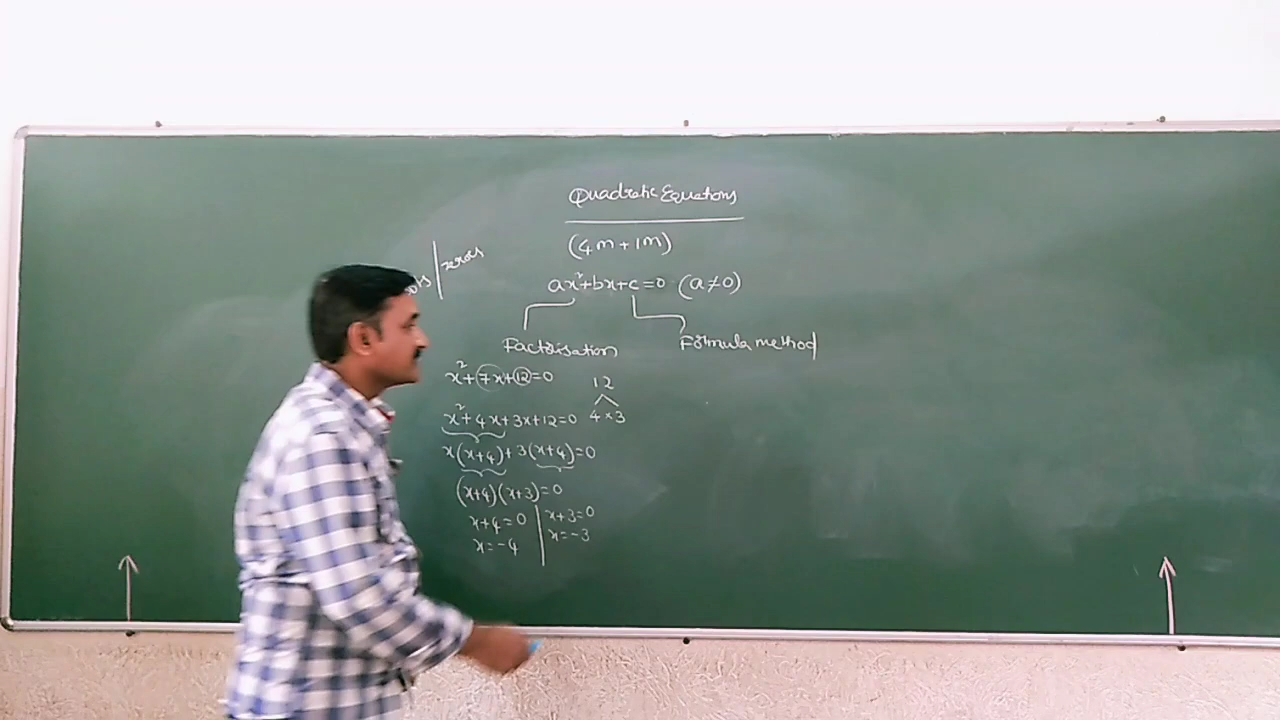 Quadratic Equations
(4m+1m)
zeros
ax²+bx+c=0 (a≠0)
Factorisation
Formula method
x²+7x+12=0
12
4×3
x²+4x+3x+12=0
x(x+4)+3(x+4)=0
(x+4)(x+3)=0
x+4=0 | x+3=0
x=-4 | x=-3